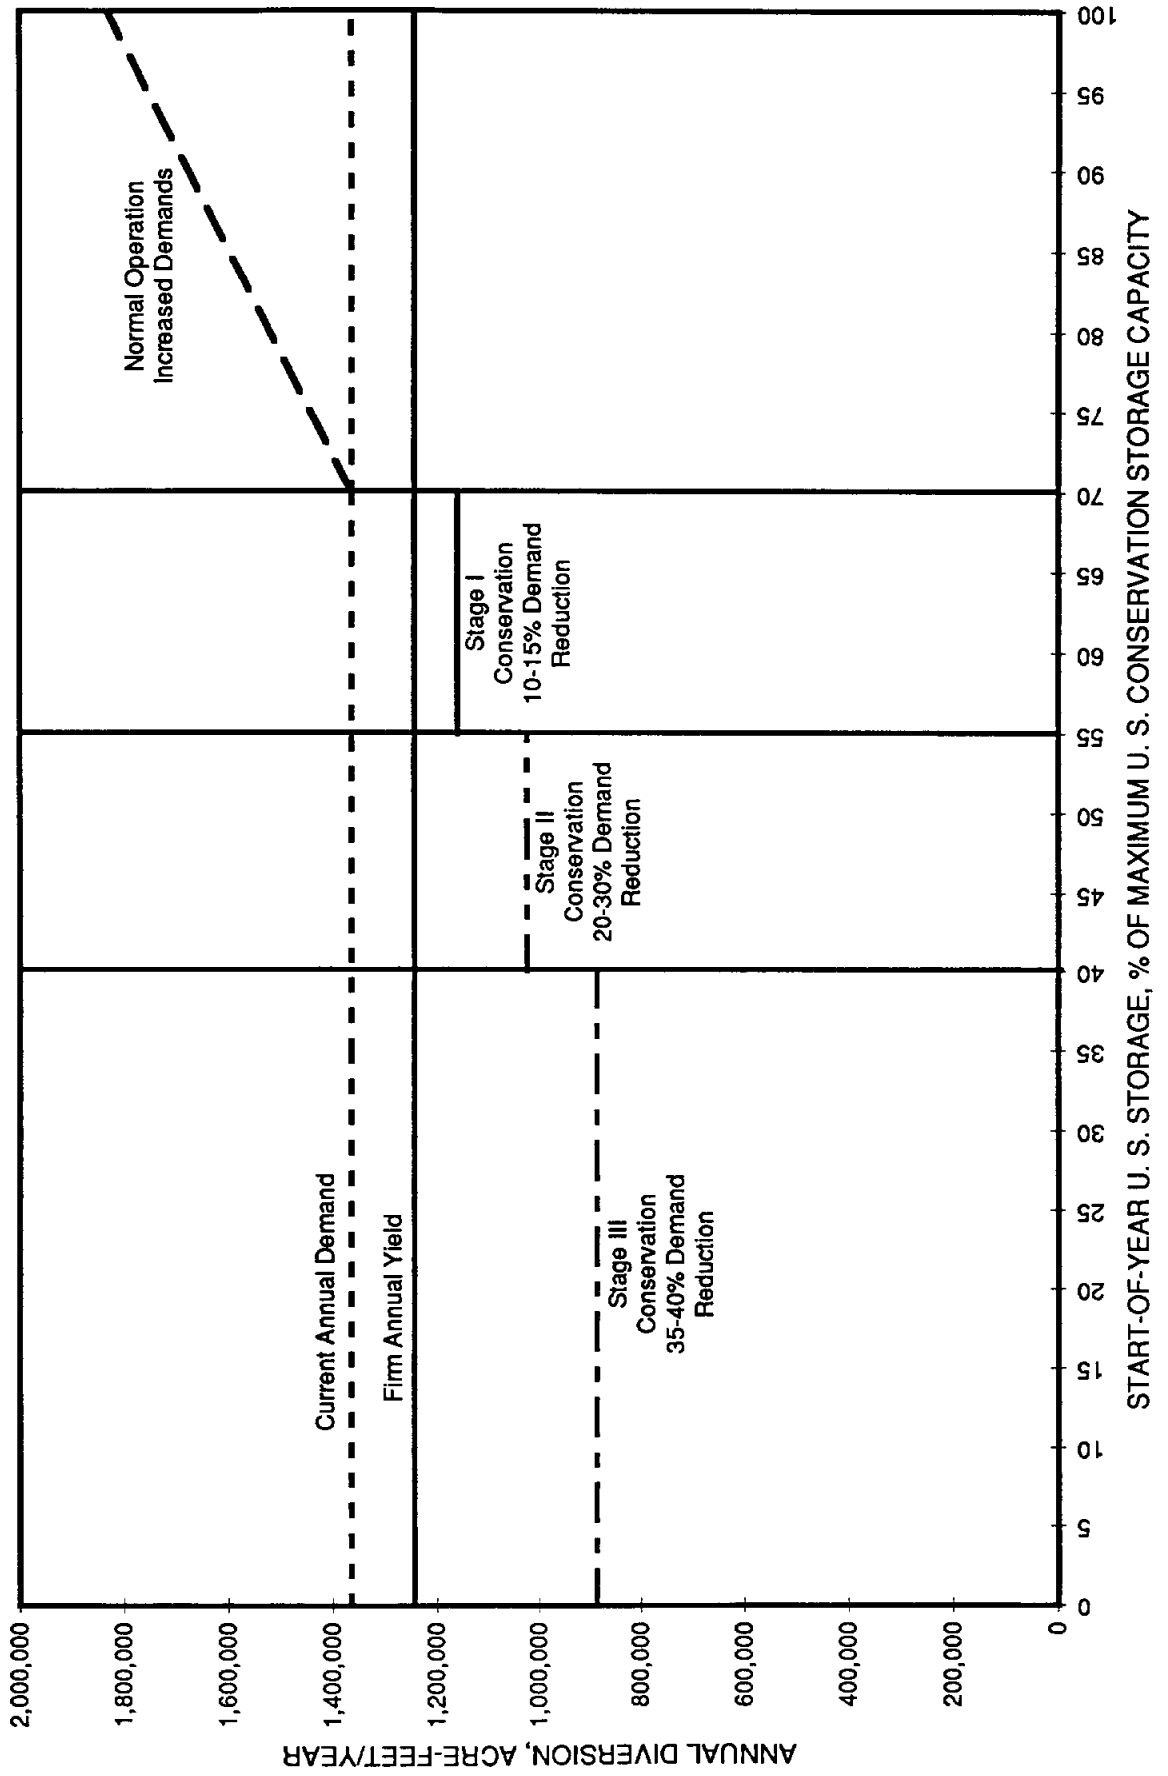 2,000,000
1,800,000
1,600,000
1,400,000
1,200,000
1,000,000
800,000
600,000
400,000
200,000
0
ANNUAL DIVERSION, ACRE-FEET/YEAR
Normal Operation
Increased Demands
Current Annual Demand
Firm Annual Yield
Stage I
Conservation
10-15% Demand
Reduction
Stage II
Conservation
20-30% Demand
Reduction
Stage III
Conservation
35-40% Demand
Reduction
0 5 10 15 20 25 30 35 40 45 50 55 60 65 70 75 80 85 90 95 100
START-OF-YEAR U. S. STORAGE, % OF MAXIMUM U. S. CONSERVATION STORAGE CAPACITY